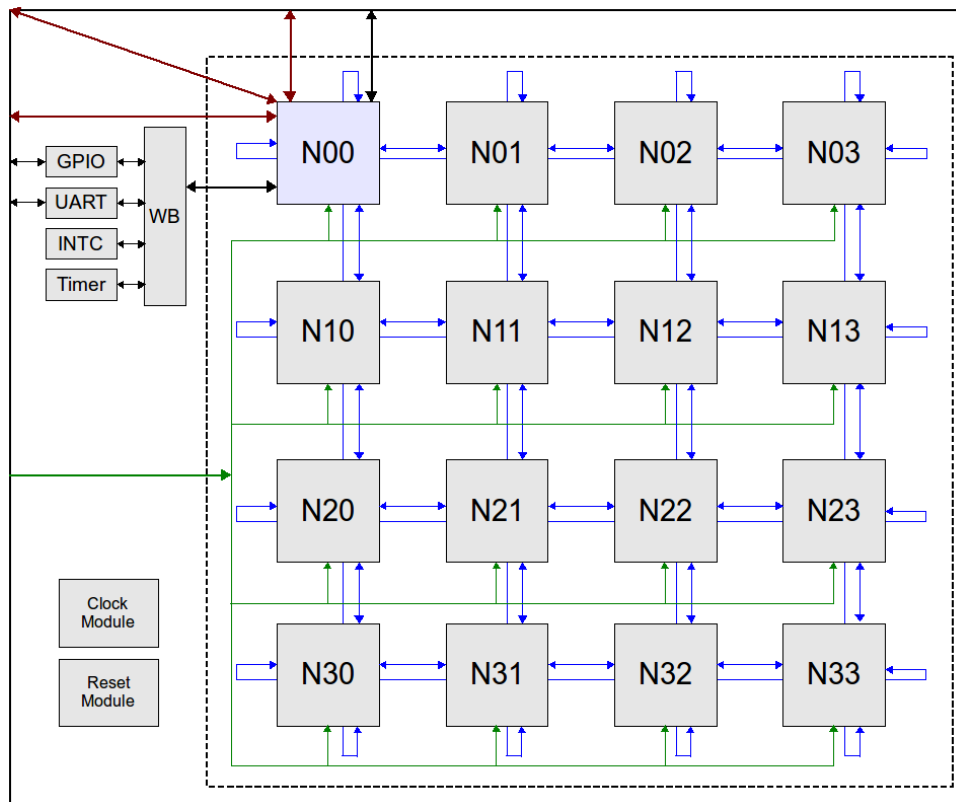 N00
N01
N02
N03
GPIO
UART
WB
INTC
Timer
N10
N11
N12
N13
N20
N21
N22
N23
Clock
Module
N30
N31
N32
N33
Reset
Module